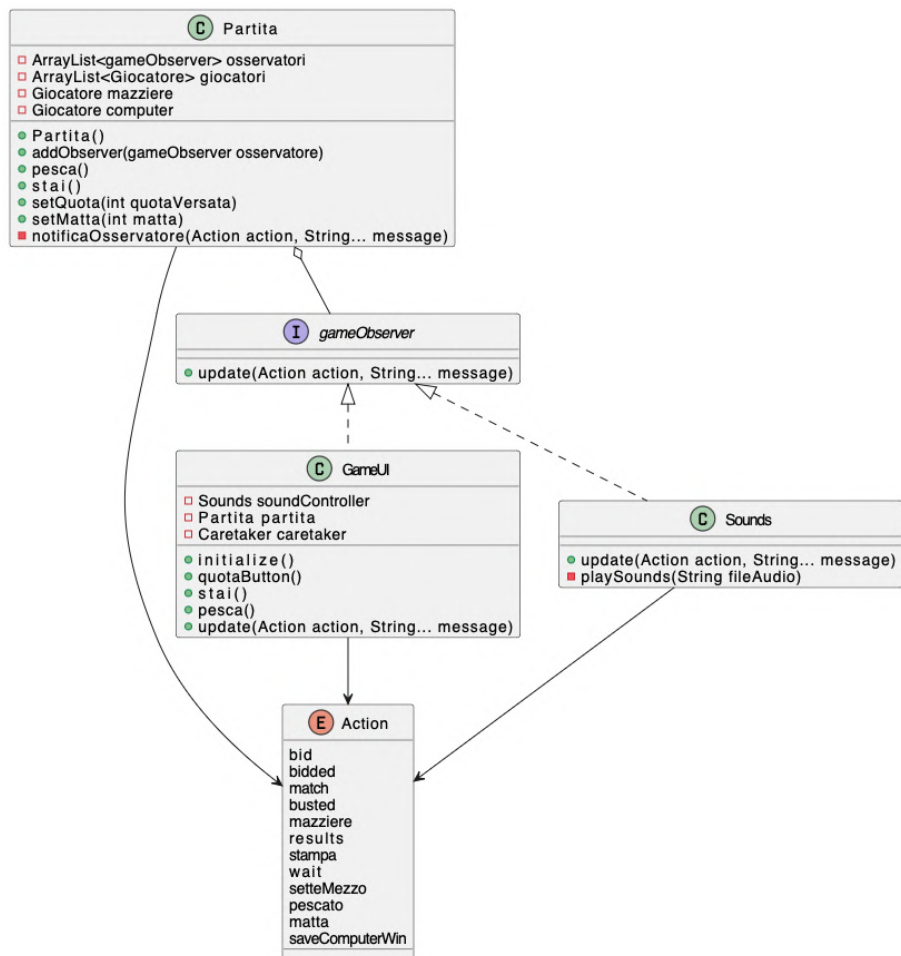 C Partita
ArrayList<gameObserver> osservatori
ArrayList<Giocatore> giocatori
Giocatore mazziere
Giocatore computer
Partita()
addObserver(gameObserver osservatore)
pesca()
stai()
setQuota(int quotaVersata)
setMatta(int matta)
notificaOsservatore(Action action, String... message)
I gameObserver
update(Action action, String... message)
C GameUI
Sounds soundController
Partita partita
Caretaker caretaker
initialize()
quotaButton()
stai()
pesca()
update(Action action, String... message)
C Sounds
update(Action action, String... message)
playSounds(String fileAudio)
E Action
bid
bidded
match
busted
mazziere
results
stampa
wait
setteMezzo
pescato
matta
saveComputerWin